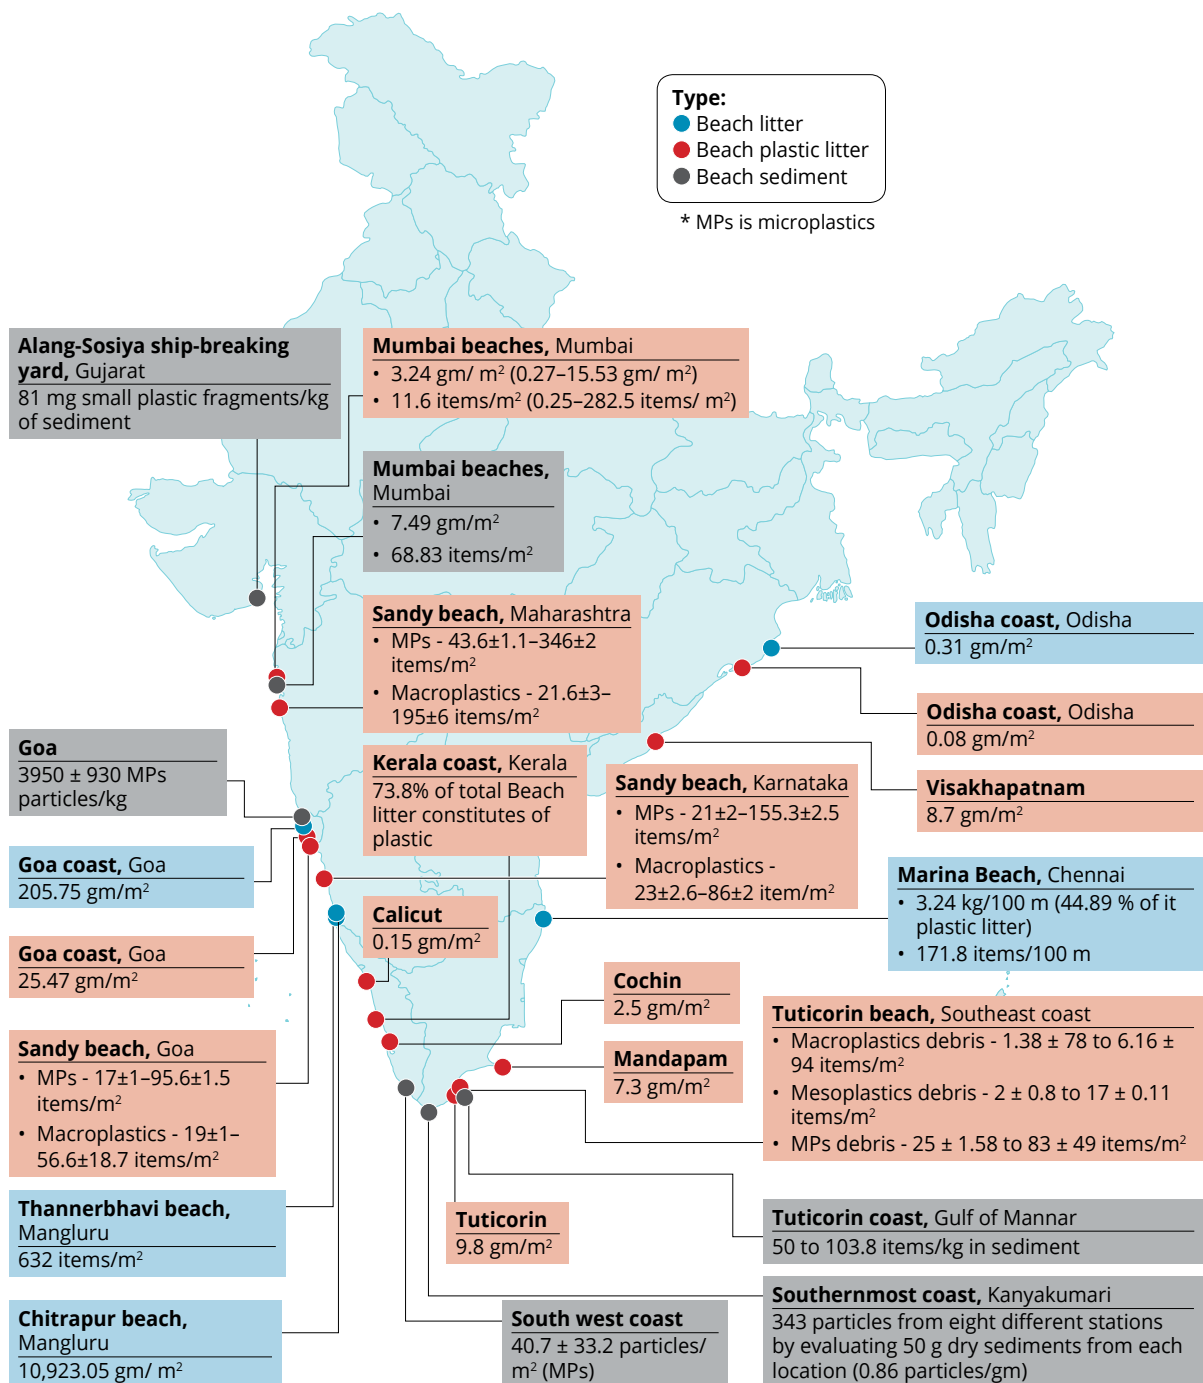 Type:
Beach litter
Beach plastic litter
Beach sediment
* MPs is microplastics
Alang-Sosiya ship-breaking
yard, Gujarat
81 mg small plastic fragments/kg
of sediment
Mumbai beaches, Mumbai
• 3.24 gm/ m² (0.27–15.53 gm/ m²)
• 11.6 items/m² (0.25–282.5 items/ m²)
Mumbai beaches,
Mumbai
• 7.49 gm/m²
• 68.83 items/m²
Sandy beach, Maharashtra
• MPs - 43.6±1.1–346±2
items/m²
• Macroplastics - 21.6±3–
195±6 items/m²
Odisha coast, Odisha
0.31 gm/m²
Odisha coast, Odisha
0.08 gm/m²
Visakhapatnam
8.7 gm/m²
Goa
3950 ± 930 MPs
particles/kg
Kerala coast, Kerala
73.8% of total Beach
litter constitutes of
plastic
Sandy beach, Karnataka
• MPs - 21±2–155.3±2.5
items/m²
• Macroplastics -
23±2.6–86±2 item/m²
Goa coast, Goa
205.75 gm/m²
Marina Beach, Chennai
• 3.24 kg/100 m (44.89 % of it
plastic litter)
• 171.8 items/100 m
Calicut
0.15 gm/m²
Goa coast, Goa
25.47 gm/m²
Cochin
2.5 gm/m²
Sandy beach, Goa
• MPs - 17±1–95.6±1.5
items/m²
• Macroplastics - 19±1–
56.6±18.7 items/m²
Mandapam
7.3 gm/m²
Tuticorin beach, Southeast coast
• Macroplastics debris - 1.38 ± 78 to 6.16 ±
94 items/m²
• Mesoplastics debris - 2 ± 0.8 to 17 ± 0.11
items/m²
• MPs debris - 25 ± 1.58 to 83 ± 49 items/m²
Thannerbhavi beach,
Mangluru
632 items/m²
Tuticorin
9.8 gm/m²
Tuticorin coast, Gulf of Mannar
50 to 103.8 items/kg in sediment
Chitrapur beach,
Mangluru
10,923.05 gm/ m²
South west coast
40.7 ± 33.2 particles/
m² (MPs)
Southernmost coast, Kanyakumari
343 particles from eight different stations
by evaluating 50 g dry sediments from each
location (0.86 particles/gm)